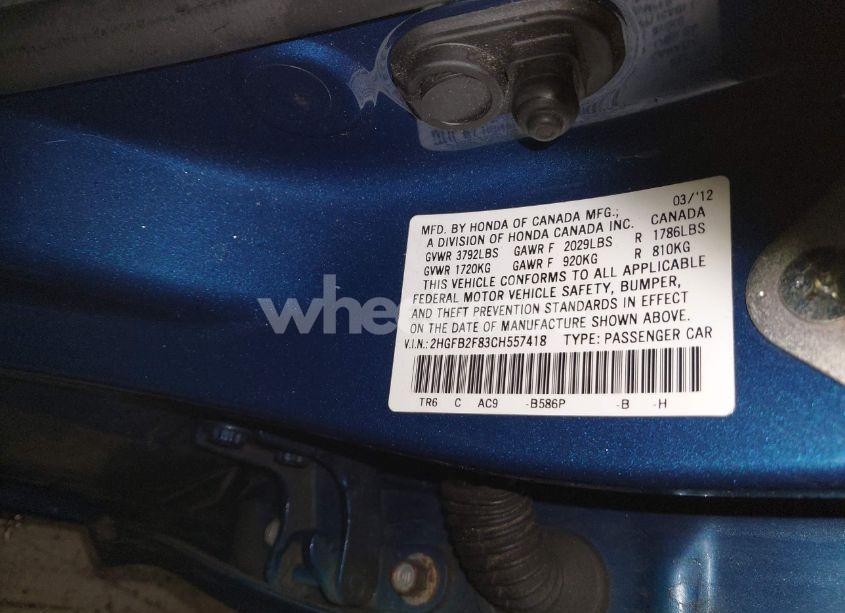 03/'12
MFD. BY HONDA OF CANADA MFG.;
A DIVISION OF HONDA CANADA INC. CANADA
GVWR 3792LBS GAWR F 2029LBS R 1786LBS
GVWR 1720KG GAWR F 920KG R 810KG
THIS VEHICLE CONFORMS TO ALL APPLICABLE
FEDERAL MOTOR VEHICLE SAFETY, BUMPER,
AND THEFT PREVENTION STANDARDS IN EFFECT
ON THE DATE OF MANUFACTURE SHOWN ABOVE.
V.I.N.: 2HGFB2F83CH557418 TYPE: PASSENGER CAR
TR6 C AC9 -B586P -B -H